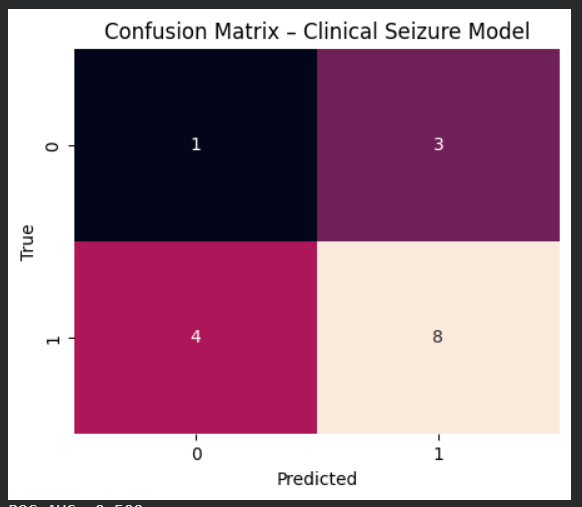 Confusion Matrix – Clinical Seizure Model
0
1 3
True
1
4 8
0 1
Predicted